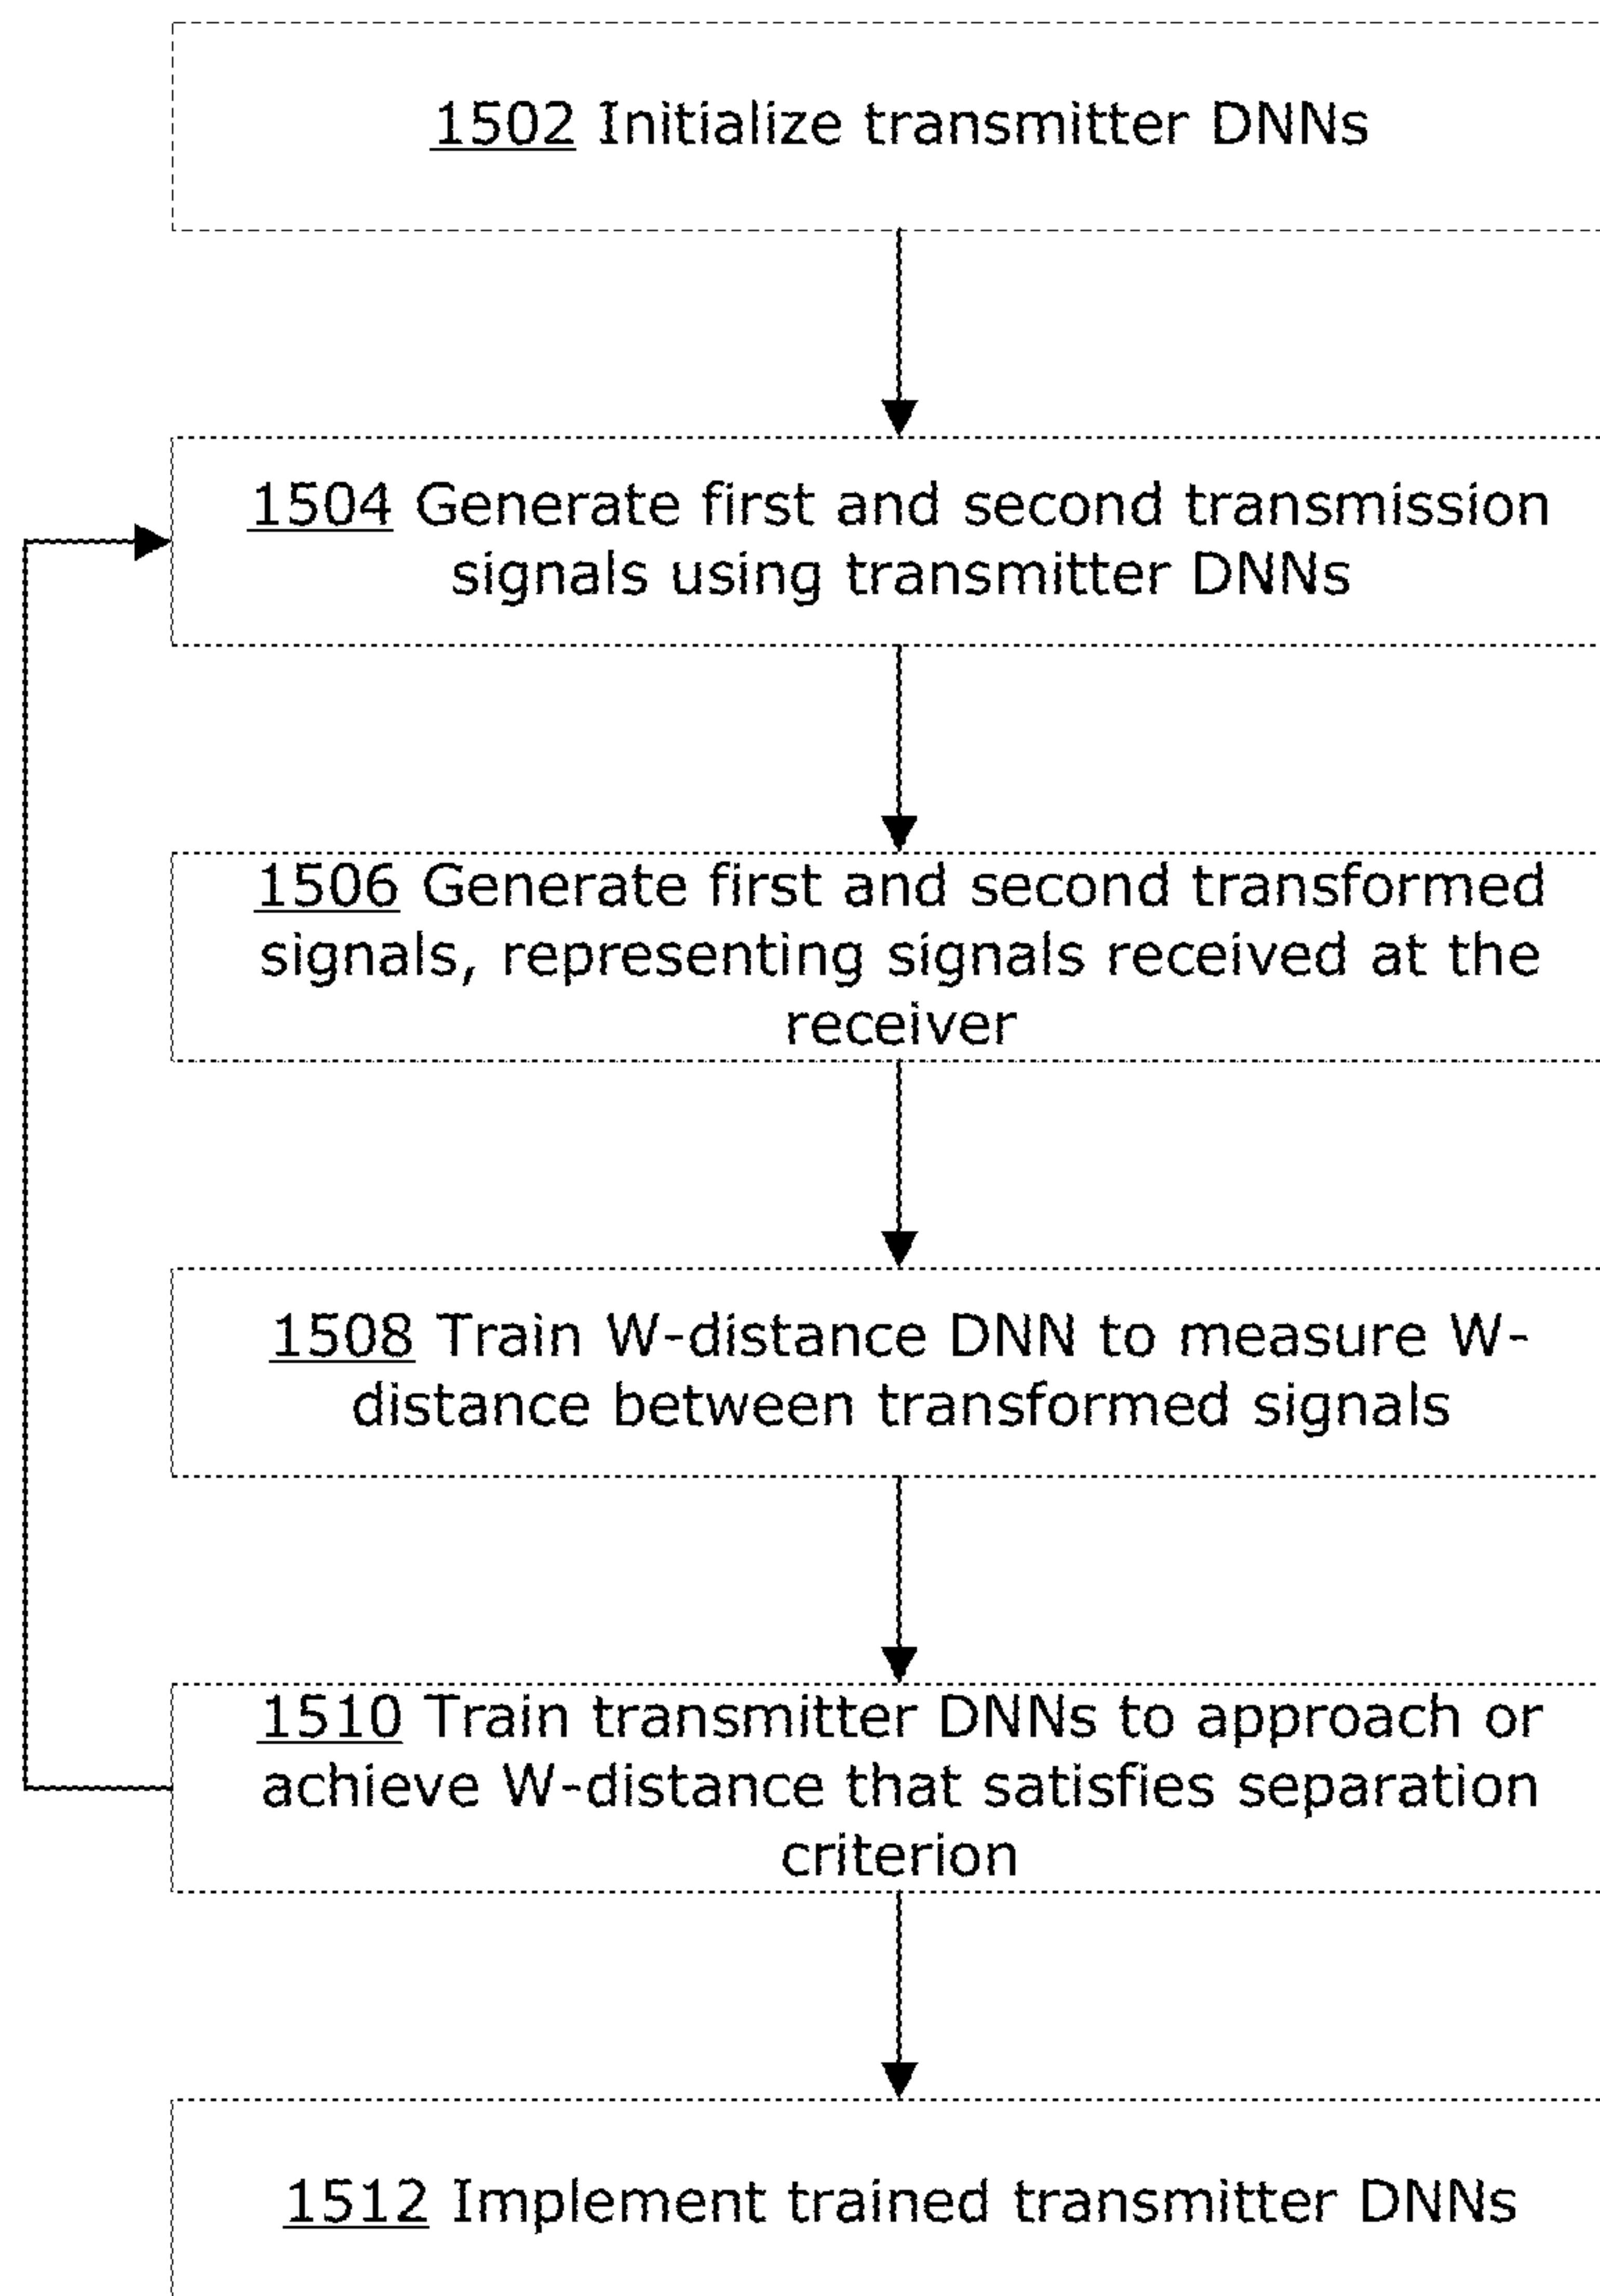 1502 Initialize transmitter DNNs
1504 Generate first and second transmission
signals using transmitter DNNs
1506 Generate first and second transformed
signals, representing signals received at the
receiver
1508 Train W-distance DNN to measure W-
distance between transformed signals
1510 Train transmitter DNNs to approach or
achieve W-distance that satisfies separation
criterion
1512 Implement trained transmitter DNNs